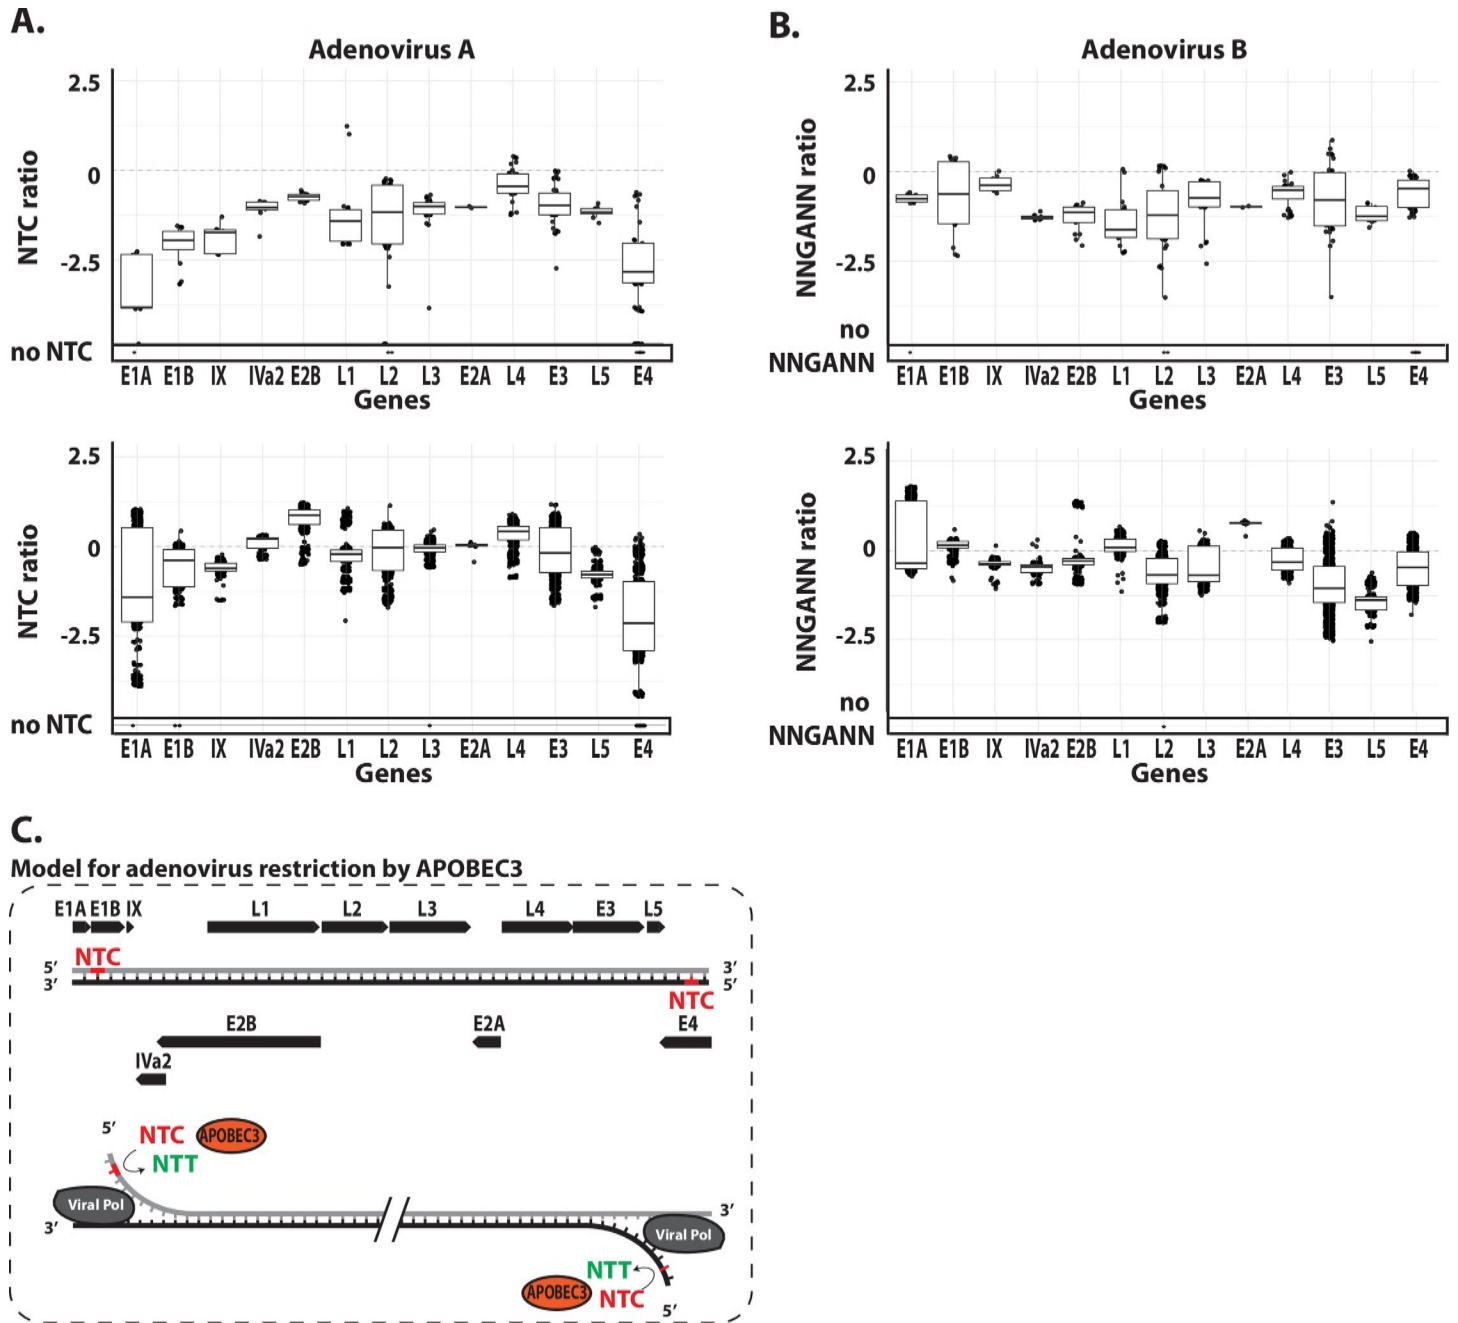 A.
Adenovirus A
2.5
0
-2.5
NTC ratio
no NTC
E1A E1B IX IVa2 E2B L1 L2 L3 E2A L4 E3 L5 E4
Genes
2.5
0
-2.5
NTC ratio
no NTC
E1A E1B IX IVa2 E2B L1 L2 L3 E2A L4 E3 L5 E4
Genes
B.
Adenovirus B
2.5
0
-2.5
NNGANN ratio
no
NNGANN
E1A E1B IX IVa2 E2B L1 L2 L3 E2A L4 E3 L5 E4
Genes
2.5
0
-2.5
NNGANN ratio
no
NNGANN
E1A E1B IX IVa2 E2B L1 L2 L3 E2A L4 E3 L5 E4
Genes
C.
Model for adenovirus restriction by APOBEC3
E1A E1B IX L1 L2 L3 L4 E3 L5
NTC
5’ 3’
3’ 5’
NTC
E2B E2A E4
IVa2
5’ NTC APOBEC3
NTT
Viral Pol 3’
3’ Viral Pol
NTT
APOBEC3 NTC
5’